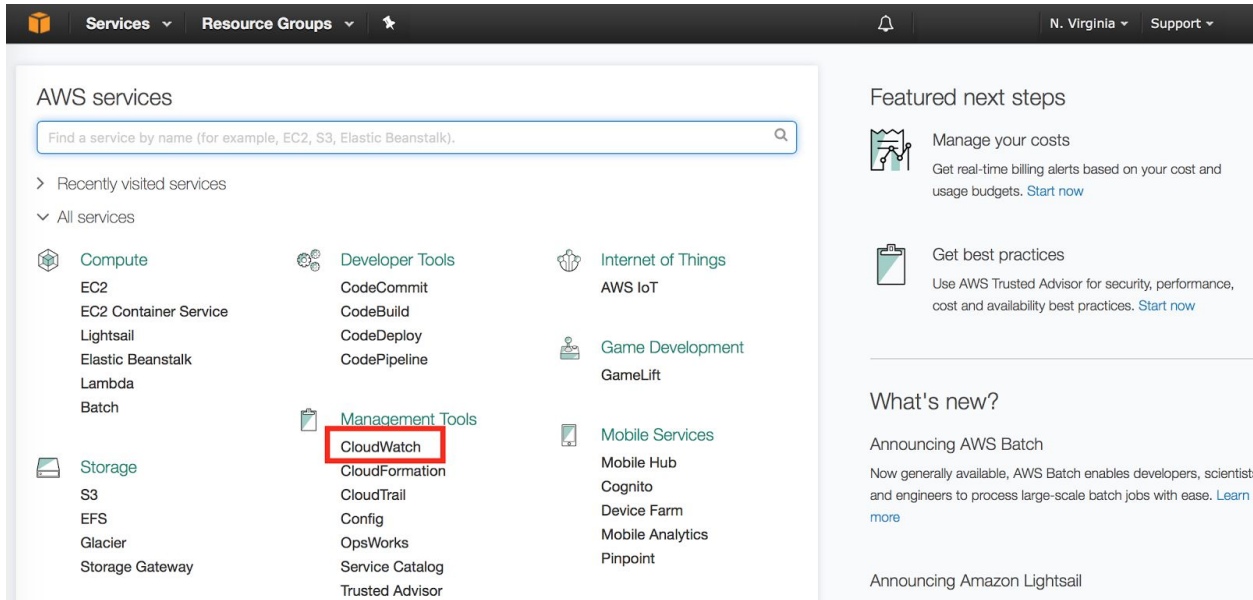 Services
Resource Groups
N. Virginia
Support
AWS services
Find a service by name (for example, EC2, S3, Elastic Beanstalk).
Recently visited services
All services
Compute
EC2
EC2 Container Service
Lightsail
Elastic Beanstalk
Lambda
Batch
Storage
S3
EFS
Glacier
Storage Gateway
Developer Tools
CodeCommit
CodeBuild
CodeDeploy
CodePipeline
Management Tools
CloudWatch
CloudFormation
CloudTrail
Config
OpsWorks
Service Catalog
Trusted Advisor
Internet of Things
AWS IoT
Game Development
GameLift
Mobile Services
Mobile Hub
Cognito
Device Farm
Mobile Analytics
Pinpoint
Featured next steps
Manage your costs
Get real-time billing alerts based on your cost and
usage budgets. Start now
Get best practices
Use AWS Trusted Advisor for security, performance,
cost and availability best practices. Start now
What's new?
Announcing AWS Batch
Now generally available, AWS Batch enables developers, scientists
and engineers to process large-scale batch jobs with ease. Learn
more
Announcing Amazon Lightsail